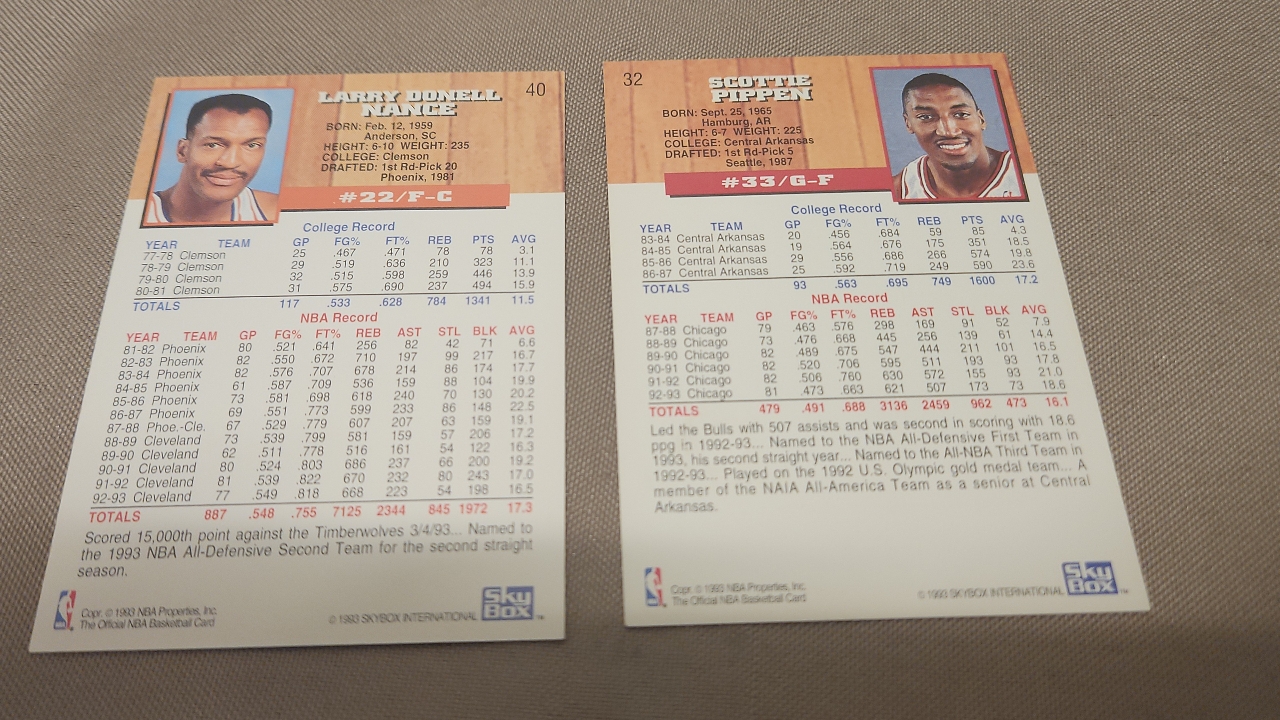 40
LARRY DONELL
NANCE
BORN: Feb. 12, 1959
Anderson, SC
HEIGHT: 6-10 WEIGHT: 235
COLLEGE: Clemson
DRAFTED: 1st Rd-Pick 20
Phoenix, 1981
#22/F-C
College Record
YEAR TEAM GP FG% FT% REB PTS AVG
77-78 Clemson 25 .467 .471 78 78 3.1
78-79 Clemson 29 .519 .636 210 323 11.1
79-80 Clemson 32 .515 .598 259 446 13.9
80-81 Clemson 31 .575 .690 237 494 15.9
TOTALS 117 .533 .628 784 1341 11.5
NBA Record
YEAR TEAM GP FG% FT% REB AST STL BLK AVG
81-82 Phoenix 80 .521 .641 256 82 42 71 6.6
82-83 Phoenix 82 .550 .672 710 197 99 217 16.7
83-84 Phoenix 82 .576 .707 678 214 86 174 17.7
84-85 Phoenix 61 .587 .709 536 159 88 104 19.9
85-86 Phoenix 73 .581 .698 618 240 70 130 20.2
86-87 Phoenix 69 .551 .773 599 233 86 148 22.5
87-88 Phoe.-Cle. 67 .529 .779 607 207 63 159 19.1
88-89 Cleveland 73 .539 .799 581 159 57 206 17.2
89-90 Cleveland 62 .511 .778 516 161 54 122 16.3
90-91 Cleveland 80 .524 .803 686 237 66 200 19.2
91-92 Cleveland 81 .539 .822 670 232 80 243 17.0
92-93 Cleveland 77 .549 .818 668 223 54 198 16.5
TOTALS 887 .548 .755 7125 2344 845 1972 17.3
Scored 15,000th point against the Timberwolves 3/4/93... Named to
the 1993 NBA All-Defensive Second Team for the second straight
season.
NBA
Copr. © 1993 NBA Properties, Inc.
The Official NBA Basketball Card
© 1993 SKYBOX INTERNATIONAL
Sky
Box™
32
SCOTTIE
PIPPEN
BORN: Sept. 25, 1965
Hamburg, AR
HEIGHT: 6-7 WEIGHT: 225
COLLEGE: Central Arkansas
DRAFTED: 1st Rd-Pick 5
Seattle, 1987
#33/G-F
College Record
YEAR TEAM GP FG% FT% REB PTS AVG
83-84 Central Arkansas 20 .456 .684 59 85 4.3
84-85 Central Arkansas 19 .564 .676 175 351 18.5
85-86 Central Arkansas 29 .556 .686 266 574 19.8
86-87 Central Arkansas 25 .592 .719 249 590 23.6
TOTALS 93 .563 .695 749 1600 17.2
NBA Record
YEAR TEAM GP FG% FT% REB AST STL BLK AVG
87-88 Chicago 79 .463 .576 298 169 91 52 7.9
88-89 Chicago 73 .476 .668 445 256 139 61 14.4
89-90 Chicago 82 .489 .675 547 444 211 101 16.5
90-91 Chicago 82 .520 .706 595 511 193 93 17.8
91-92 Chicago 82 .506 .760 630 572 155 93 21.0
92-93 Chicago 81 .473 .663 621 507 173 73 18.6
TOTALS 479 .491 .688 3136 2459 962 473 16.1
Led the Bulls with 507 assists and was second in scoring with 18.6
ppg in 1992-93... Named to the NBA All-Defensive First Team in
1993, his second straight year... Named to the All-NBA Third Team in
1992-93... Played on the 1992 U.S. Olympic gold medal team... A
member of the NAIA All-America Team as a senior at Central
Arkansas.
NBA
Copr. © 1993 NBA Properties, Inc.
The Official NBA Basketball Card
© 1993 SKYBOX INTERNATIONAL
Sky
Box™